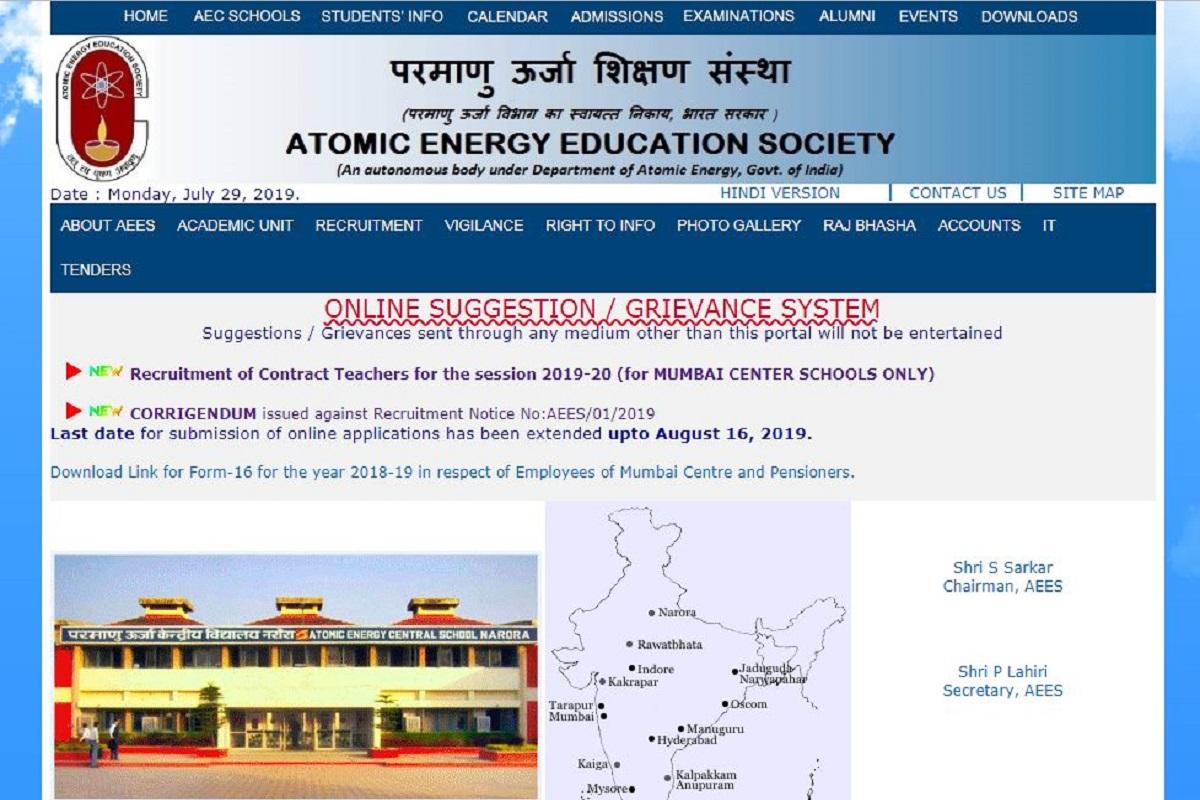 HOME AEC SCHOOLS STUDENTS' INFO CALENDAR ADMISSIONS EXAMINATIONS ALUMNI EVENTS DOWNLOADS
ATOMIC ENERGY EDUCATION SOCIETY
परमाणु ऊर्जा शिक्षण संस्था
(परमाणु ऊर्जा विभाग का स्वायत्त निकाय, भारत सरकार )
ATOMIC ENERGY EDUCATION SOCIETY
(An autonomous body under Department of Atomic Energy, Govt. of India)
Date : Monday, July 29, 2019.
HINDI VERSION | CONTACT US | SITE MAP
ABOUT AEES ACADEMIC UNIT RECRUITMENT VIGILANCE RIGHT TO INFO PHOTO GALLERY RAJ BHASHA ACCOUNTS IT
TENDERS
ONLINE SUGGESTION / GRIEVANCE SYSTEM
Suggestions / Grievances sent through any medium other than this portal will not be entertained
NEW Recruitment of Contract Teachers for the session 2019-20 (for MUMBAI CENTER SCHOOLS ONLY)
NEW CORRIGENDUM issued against Recruitment Notice No:AEES/01/2019
Last date for submission of online applications has been extended upto August 16, 2019.
Download Link for Form-16 for the year 2018-19 in respect of Employees of Mumbai Centre and Pensioners.
परमाणु ऊर्जा केन्द्रीय विद्यालय नरोरा ATOMIC ENERGY CENTRAL SCHOOL NARORA
Narora
Rawatbhata
Indore
Kakrapar
Jaduguda
Narwapahar
Tarapur
Mumbai
Oscom
Manuguru
Hyderabad
Kaiga
Kalpakkam
Anupuram
Mysore
Shri S Sarkar
Chairman, AEES
Shri P Lahiri
Secretary, AEES